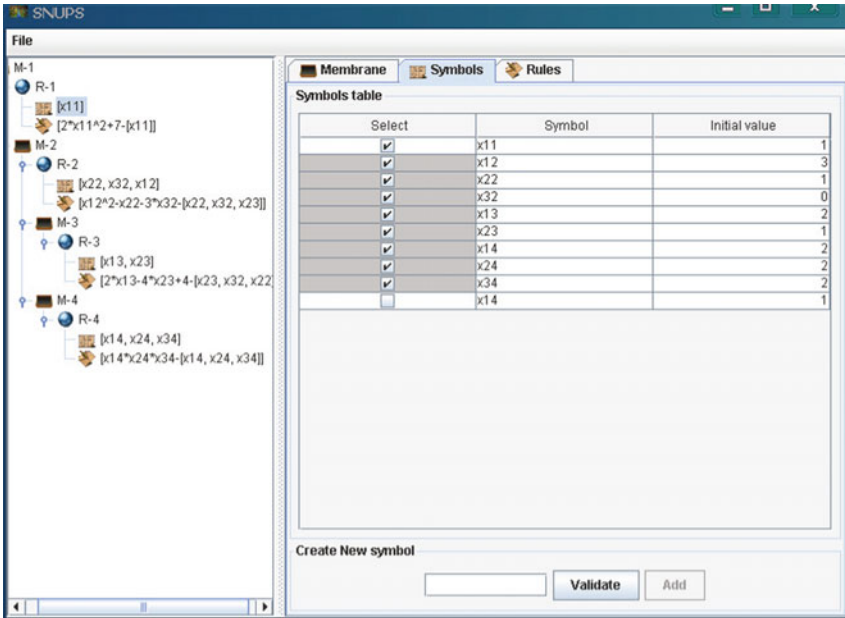 SNUPS
File
M-1
R-1
[x11]
[2*x11^2+7-[x11]]
M-2
R-2
[x22, x32, x12]
[x12^2-x22-3*x32-[x22, x32, x23]]
M-3
R-3
[x13, x23]
[2*x13-4*x23+4-[x23, x32, x22
M-4
R-4
[x14, x24, x34]
[x14*x24*x34-[x14, x24, x34]]
Membrane Symbols Rules
Symbols table
Select Symbol Initial value
x11 1
x12 3
x22 1
x32 0
x13 2
x23 1
x14 2
x24 2
x34 2
x14 1
Create New symbol
Validate Add